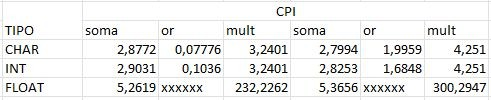 CPI
TIPO soma or mult soma or mult
CHAR 2,8772 0,07776 3,2401 2,7994 1,9959 4,251
INT 2,9031 0,1036 3,2401 2,8253 1,6848 4,251
FLOAT 5,2619 xxxxxx 232,2262 5,3656 xxxxxx 300,2947